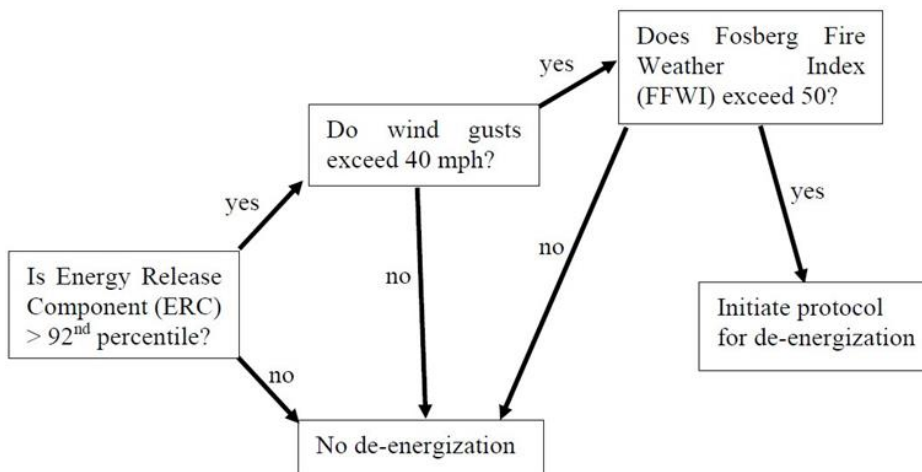 Does Fosberg Fire
Weather Index
(FFWI) exceed 50?
yes
Do wind gusts
exceed 40 mph?
yes
yes
no
no
Is Energy Release
Component (ERC)
> 92nd percentile?
Initiate protocol
for de-energization
no
No de-energization